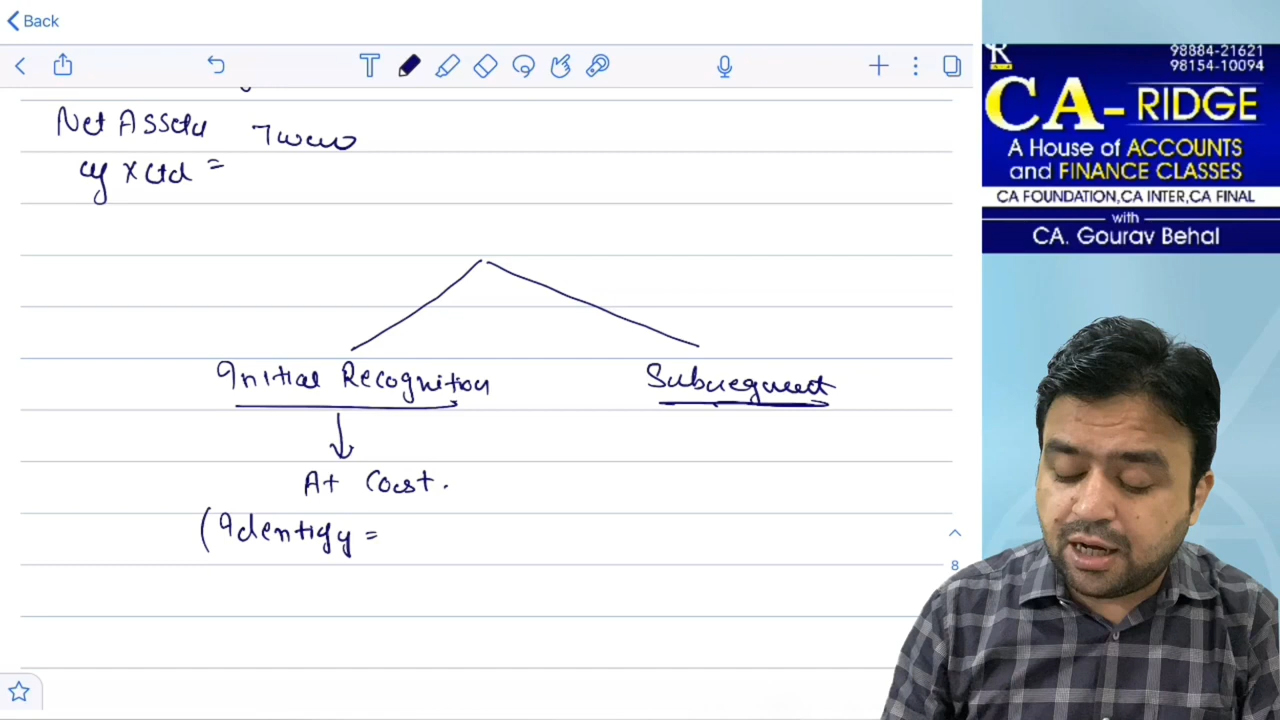 Back
98884-21621
98154-10094
CA-RIDGE
A House of ACCOUNTS
and FINANCE CLASSES
CA FOUNDATION,CA INTER,CA FINAL
with
CA. Gourav Behal
Net Assets
of X Ltd =
Initial Recognition
Subsequent
At Cost.
(Identify =
8